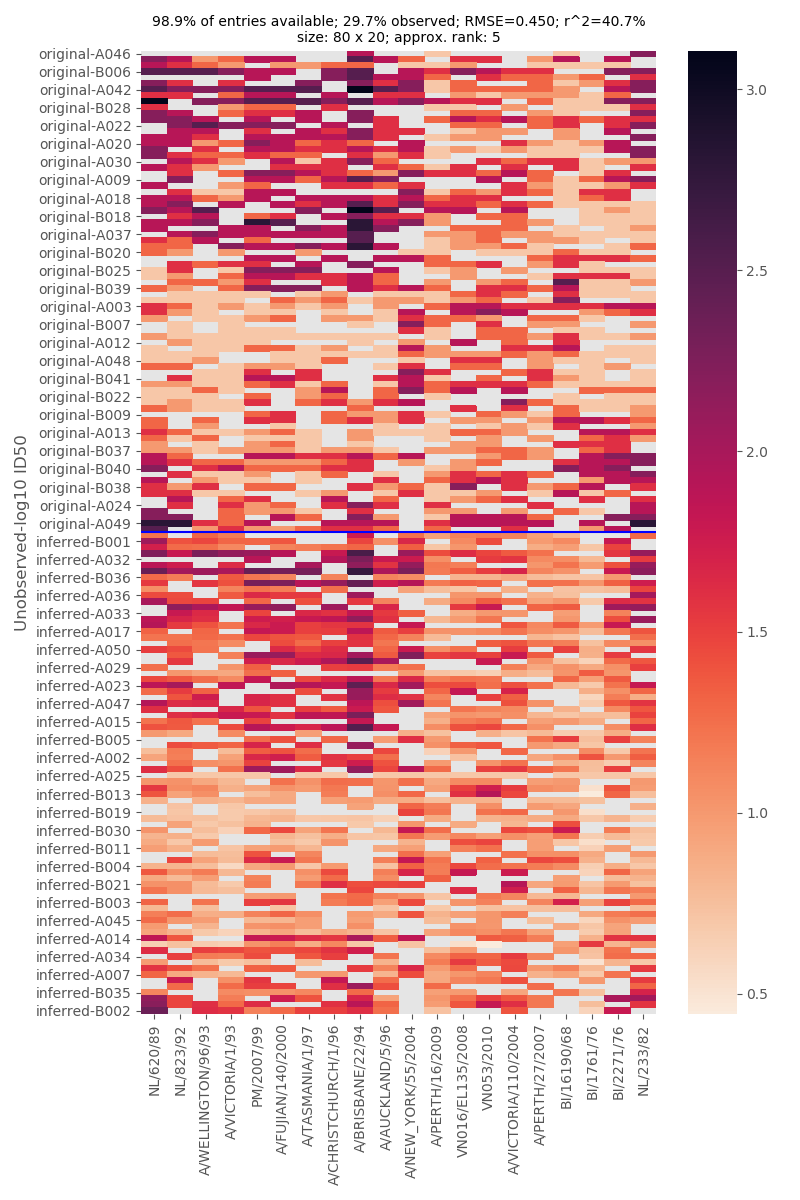 98.9% of entries available; 29.7% observed; RMSE=0.450; r^2=40.7%
size: 80 x 20; approx. rank: 5
Unobserved-log10 ID50
original-A046
original-B006
original-A042
original-B028
original-A022
original-A020
original-A030
original-A009
original-A018
original-B018
original-A037
original-B020
original-B025
original-B039
original-A003
original-B007
original-A012
original-A048
original-B041
original-B022
original-B009
original-A013
original-B037
original-B040
original-B038
original-A024
original-A049
inferred-B001
inferred-A032
inferred-B036
inferred-A036
inferred-A033
inferred-A017
inferred-A050
inferred-A029
inferred-A023
inferred-A047
inferred-A015
inferred-B005
inferred-A002
inferred-A025
inferred-B013
inferred-B019
inferred-B030
inferred-B011
inferred-B004
inferred-B021
inferred-B003
inferred-A045
inferred-A014
inferred-A034
inferred-A007
inferred-B035
inferred-B002
NL/620/89
NL/823/92
A/WELLINGTON/96/93
A/VICTORIA/1/93
PM/2007/99
A/FUJIAN/140/2000
A/TASMANIA/1/97
A/CHRISTCHURCH/1/96
A/BRISBANE/22/94
A/AUCKLAND/5/96
A/NEW_YORK/55/2004
A/PERTH/16/2009
VN016/EL135/2008
VN053/2010
A/VICTORIA/110/2004
A/PERTH/27/2007
BI/16190/68
BI/1761/76
BI/2271/76
NL/233/82
3.0
2.5
2.0
1.5
1.0
0.5